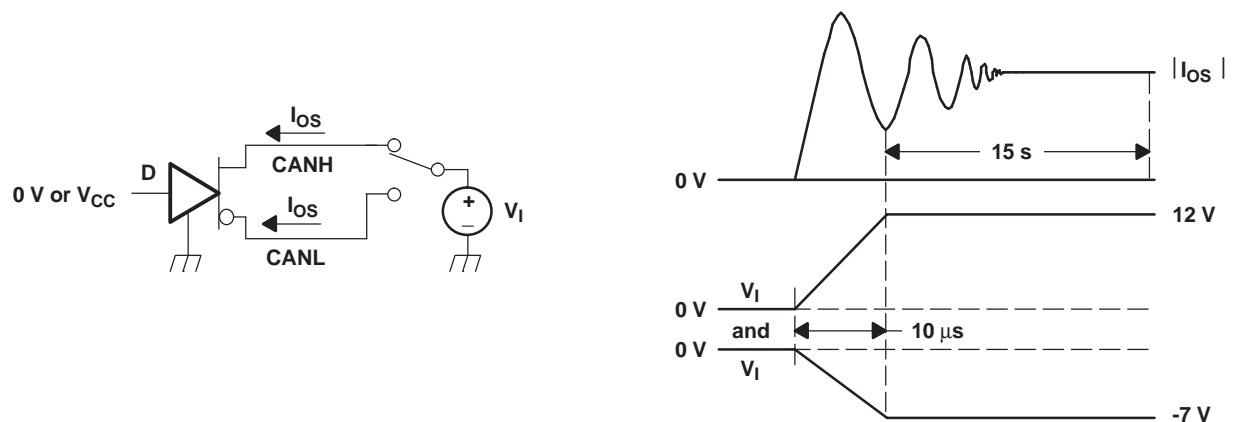 I_OS
D
CANH
0 V or V_CC
I_OS
CANL
+
–
V_I
| I_OS |
15 s
0 V
12 V
V_I
0 V
and
10 µs
0 V
V_I
-7 V